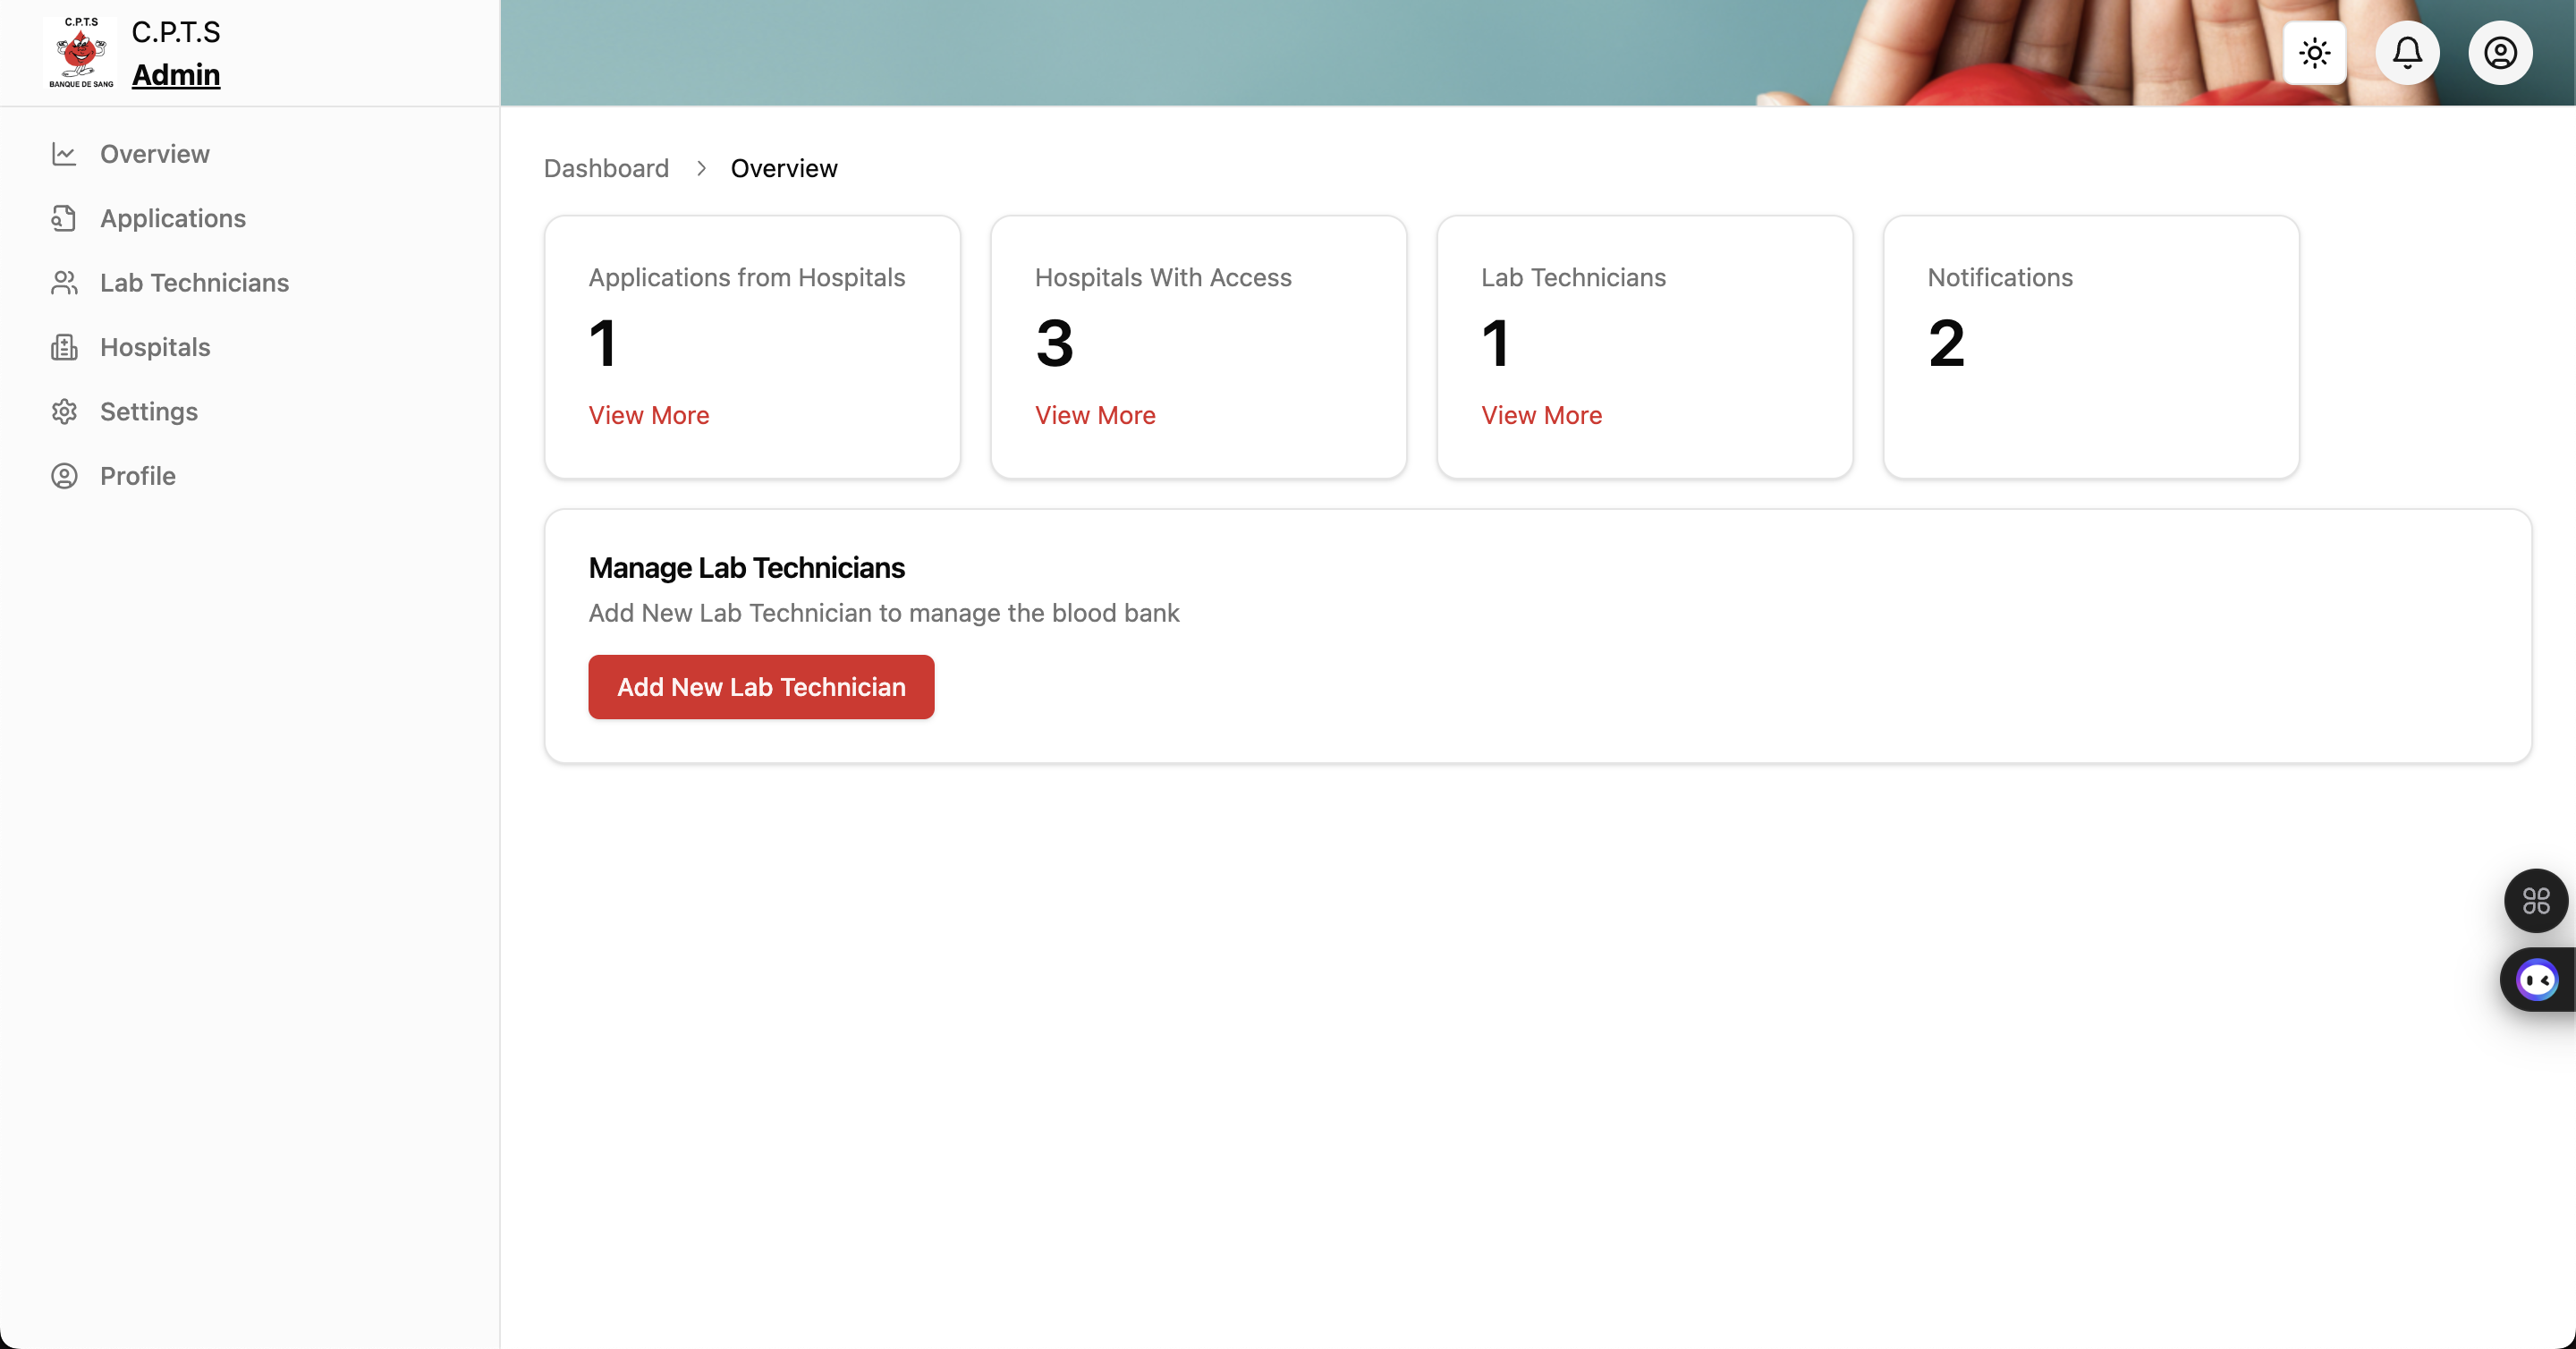 C.P.T.S
BANQUE DE SANG
C.P.T.S
Admin
Overview
Applications
Lab Technicians
Hospitals
Settings
Profile
Dashboard > Overview
Applications from Hospitals
1
View More
Hospitals With Access
3
View More
Lab Technicians
1
View More
Notifications
2
Manage Lab Technicians
Add New Lab Technician to manage the blood bank
Add New Lab Technician